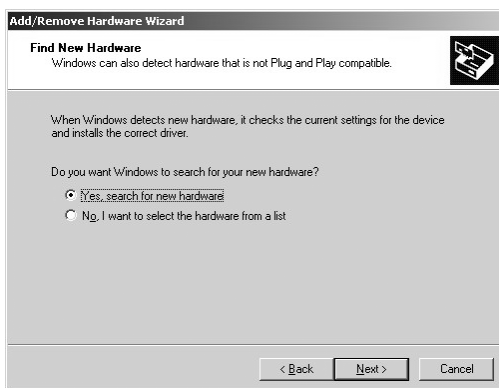 Add/Remove Hardware Wizard
Find New Hardware
Windows can also detect hardware that is not Plug and Play compatible.
When Windows detects new hardware, it checks the current settings for the device
and installs the correct driver.
Do you want Windows to search for your new hardware?
Yes, search for new hardware
No, I want to select the hardware from a list
< Back
Next >
Cancel